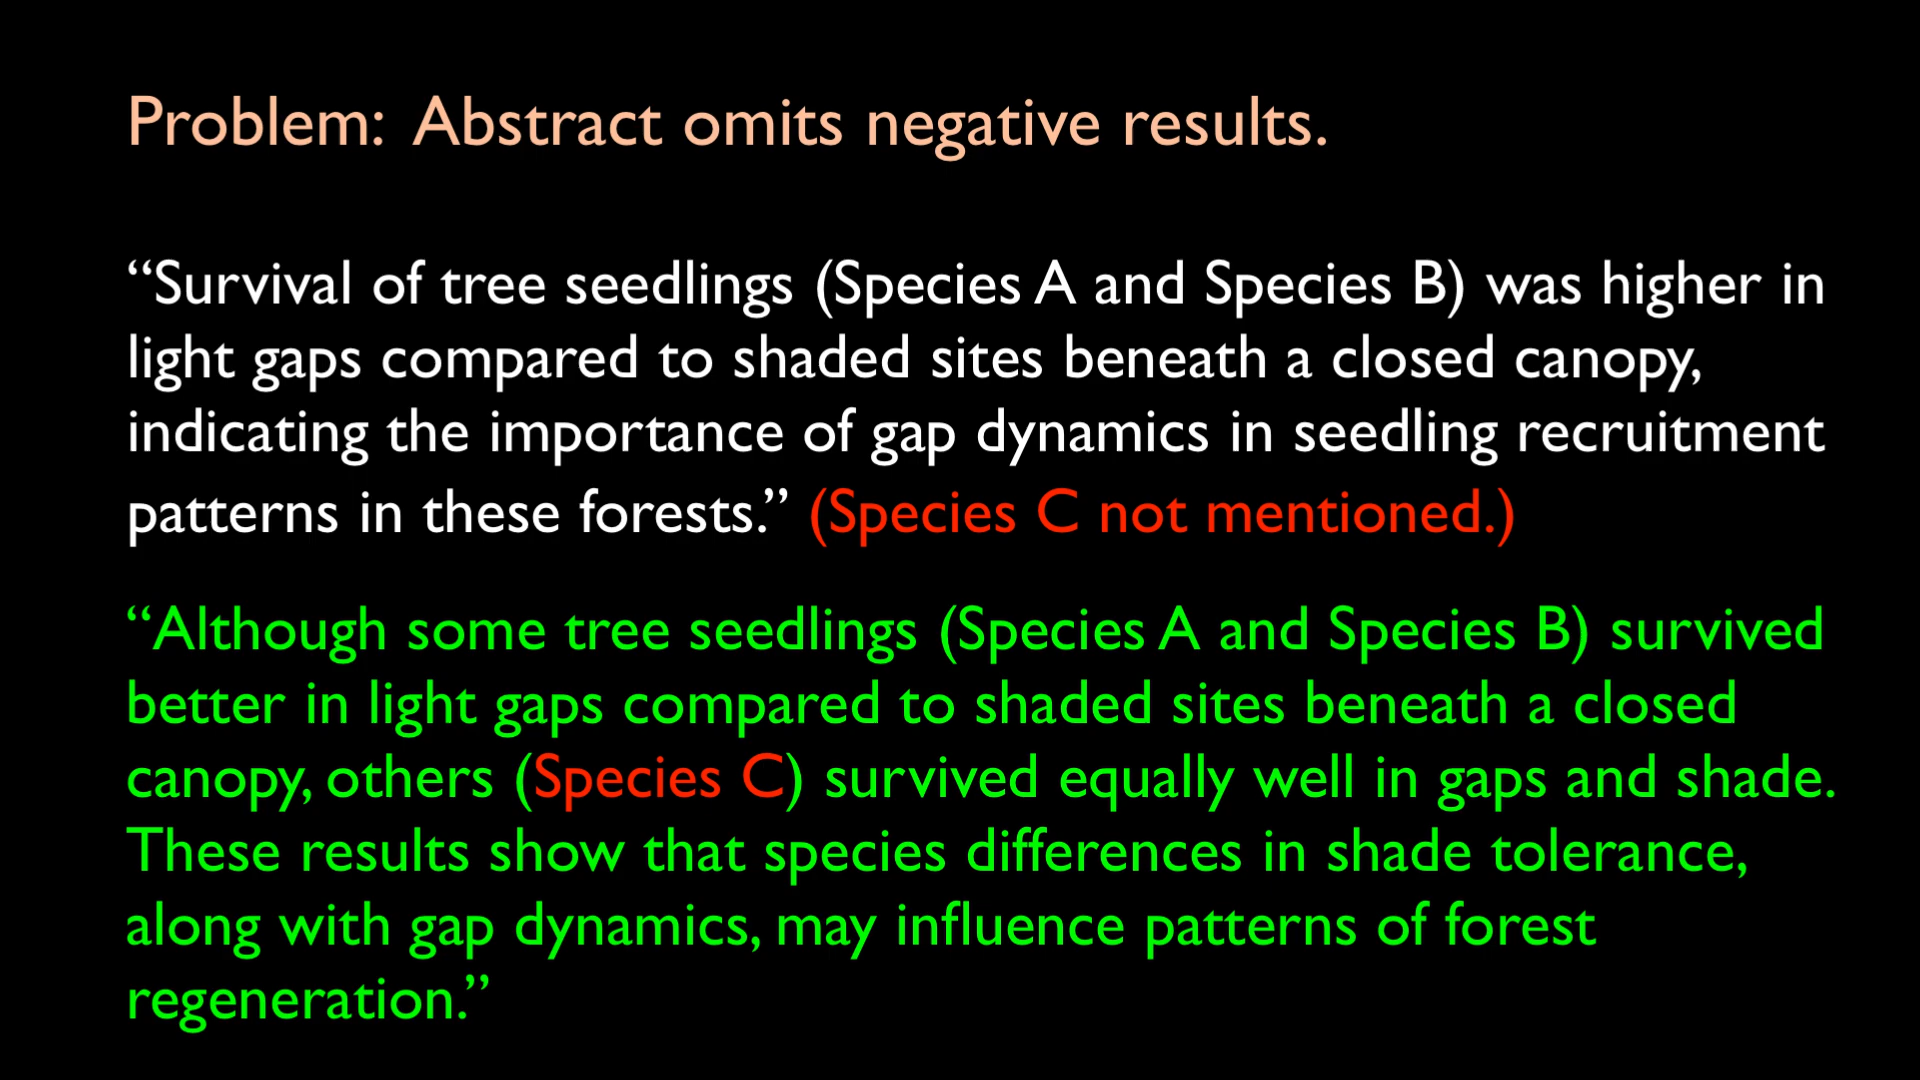 Problem:  Abstract omits negative results.
“Survival of tree seedlings (Species A and Species B) was higher in
light gaps compared to shaded sites beneath a closed canopy,
indicating the importance of gap dynamics in seedling recruitment
patterns in these forests.” (Species C not mentioned.)
“Although some tree seedlings (Species A and Species B) survived
better in light gaps compared to shaded sites beneath a closed
canopy, others (Species C) survived equally well in gaps and shade.
These results show that species differences in shade tolerance,
along with gap dynamics, may influence patterns of forest
regeneration.”